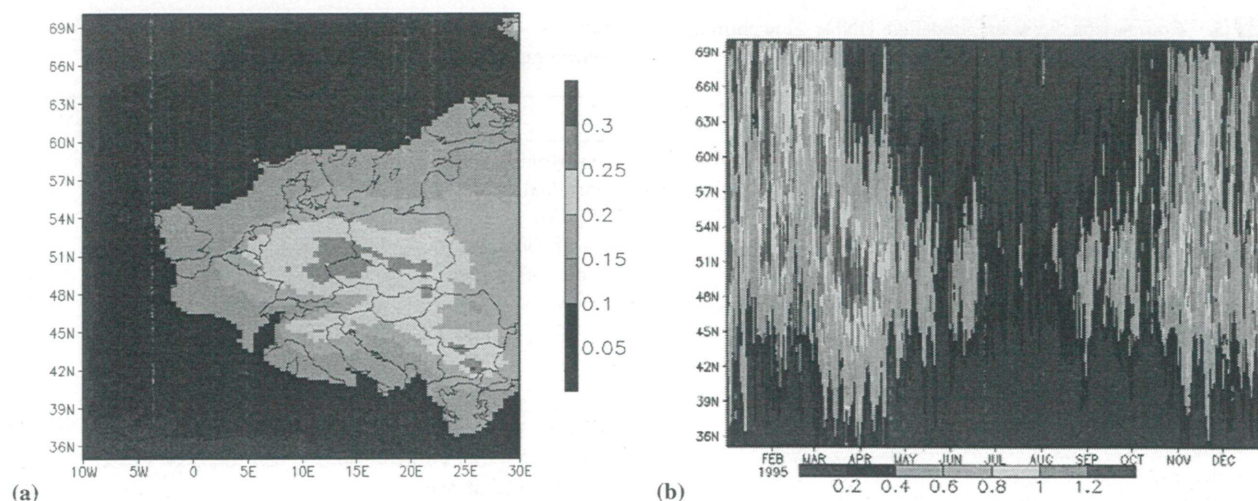 69N
66N
63N
60N
57N
54N
51N
48N
45N
42N
39N
36N
10W 5W 0 5E 10E 15E 20E 25E 30E
0.3
0.25
0.2
0.15
0.1
0.05
(a)
69N
66N
63N
60N
57N
54N
51N
48N
45N
42N
39N
36N
FEB MAR APR MAY JUN JUL AUG SEP OCT NOV DEC
1995
0.2 0.4 0.6 0.8 1 1.2
(b)